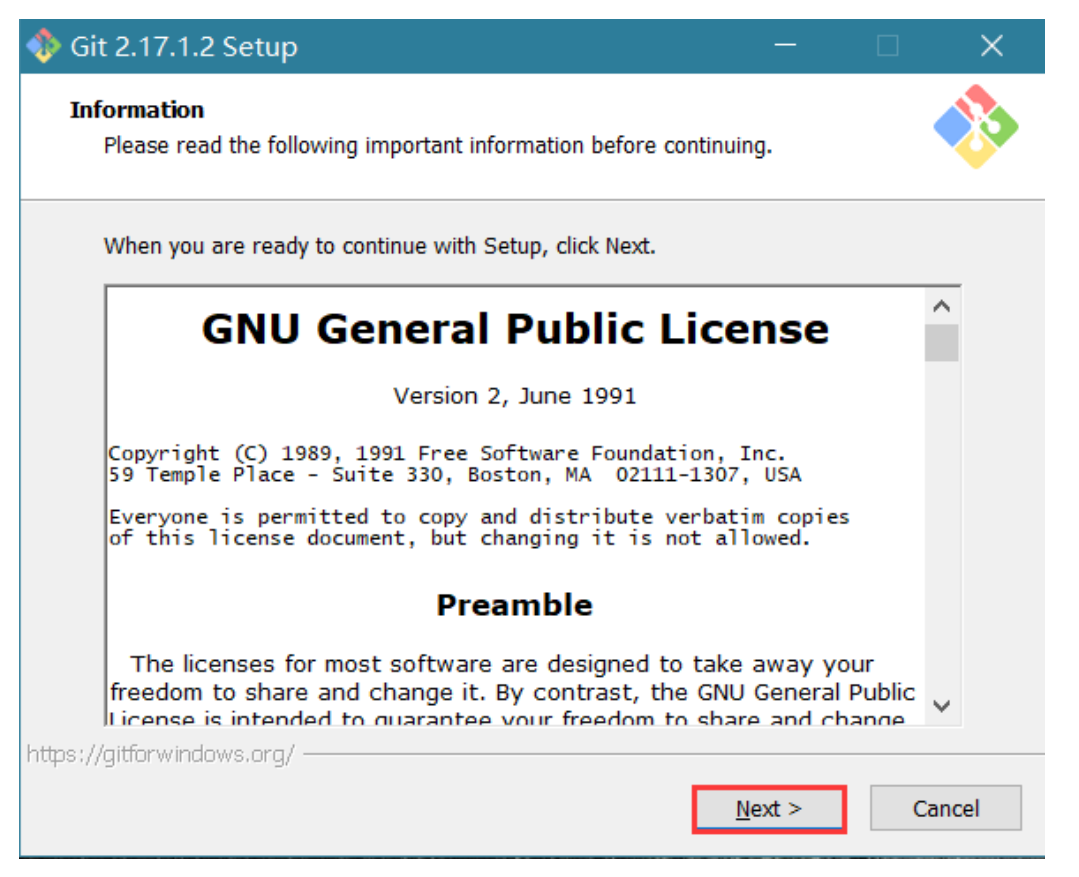 Git 2.17.1.2 Setup
Information
Please read the following important information before continuing.
When you are ready to continue with Setup, click Next.
GNU General Public License
Version 2, June 1991
Copyright (C) 1989, 1991 Free Software Foundation, Inc.
59 Temple Place - Suite 330, Boston, MA  02111-1307, USA
Everyone is permitted to copy and distribute verbatim copies
of this license document, but changing it is not allowed.
Preamble
The licenses for most software are designed to take away your
freedom to share and change it. By contrast, the GNU General Public
License is intended to guarantee your freedom to share and change
https://gitforwindows.org/
Next >
Cancel